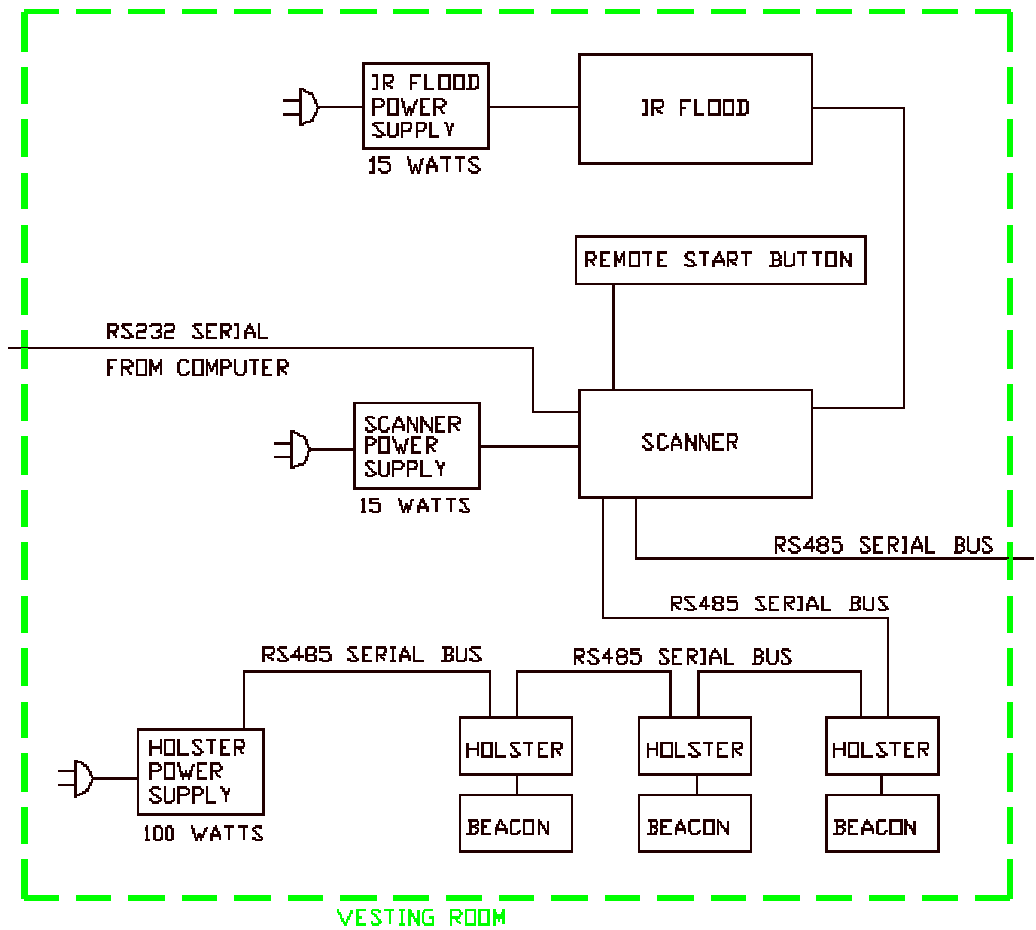 IR FLOOD
POWER
SUPPLY
15 WATTS
IR FLOOD
REMOTE START BUTTON
RS232 SERIAL
FROM COMPUTER
SCANNER
POWER
SUPPLY
15 WATTS
SCANNER
RS485 SERIAL BUS
RS485 SERIAL BUS
RS485 SERIAL BUS
RS485 SERIAL BUS
HOLSTER
POWER
SUPPLY
100 WATTS
HOLSTER
HOLSTER
HOLSTER
BEACON
BEACON
BEACON
VESTING ROOM